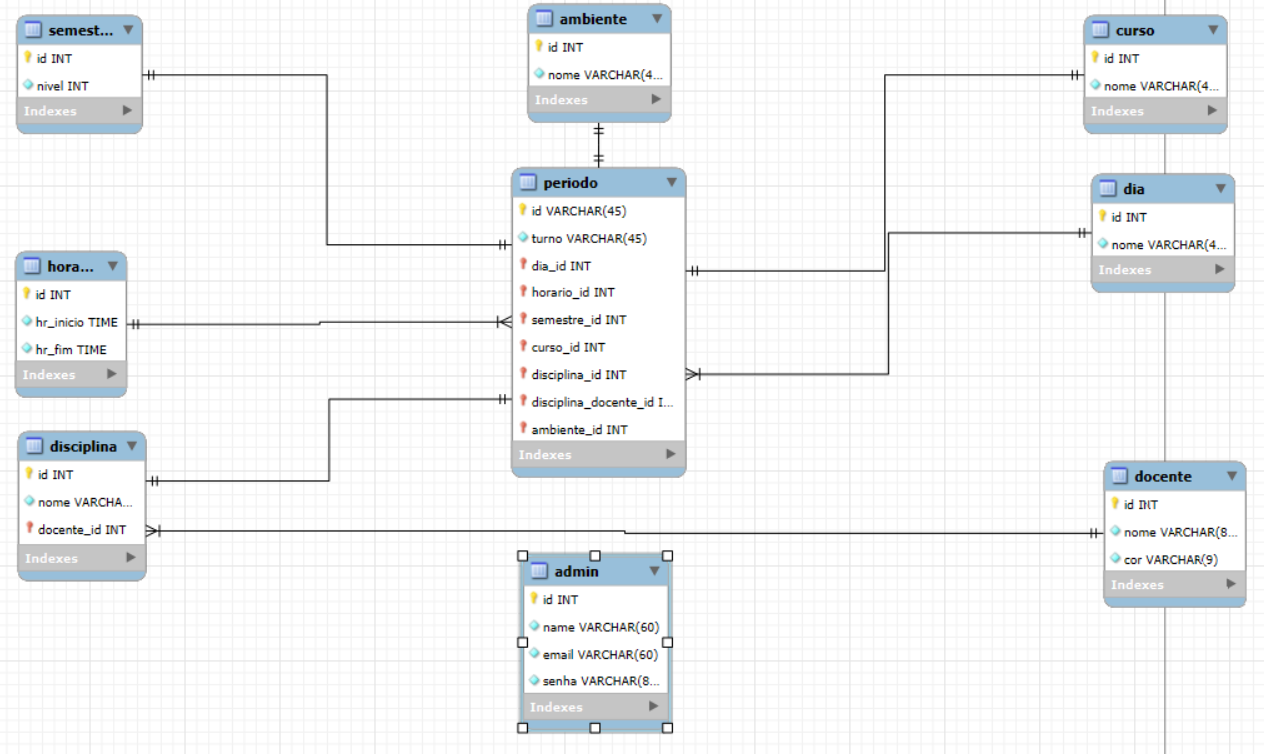 semest...
id INT
nivel INT
Indexes
ambiente
id INT
nome VARCHAR(4...
Indexes
curso
id INT
nome VARCHAR(4...
Indexes
periodo
id VARCHAR(45)
turno VARCHAR(45)
dia_id INT
horario_id INT
semestre_id INT
curso_id INT
disciplina_id INT
disciplina_docente_id I...
ambiente_id INT
Indexes
dia
id INT
nome VARCHAR(4...
Indexes
hora...
id INT
hr_inicio TIME
hr_fim TIME
Indexes
disciplina
id INT
nome VARCHA...
docente_id INT
Indexes
docente
id INT
nome VARCHAR(8...
cor VARCHAR(9)
Indexes
admin
id INT
name VARCHAR(60)
email VARCHAR(60)
senha VARCHAR(8...
Indexes